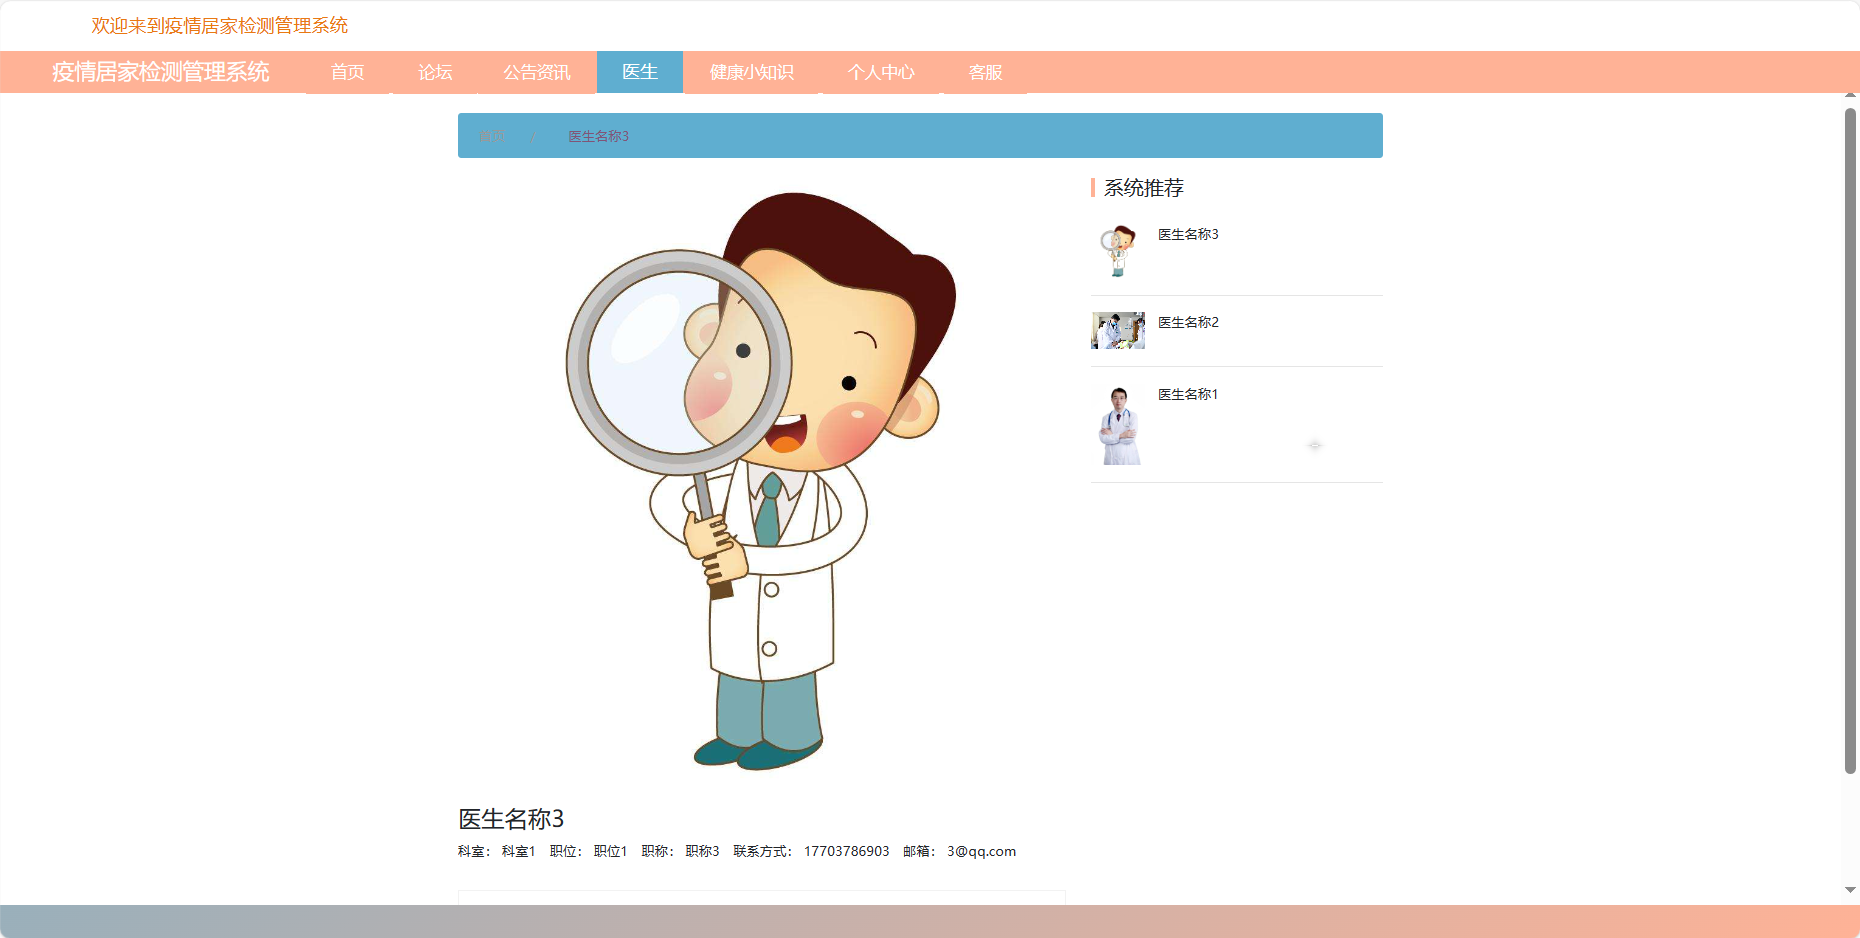 欢迎来到疫情居家检测管理系统
疫情居家检测管理系统 首页 论坛 公告资讯 医生 健康小知识 个人中心 客服
首页 / 医生名称3
系统推荐
医生名称3
医生名称2
医生名称1
医生名称3
科室： 科室1 职位： 职位1 职称： 职称3 联系方式： 17703786903 邮箱： 3@qq.com